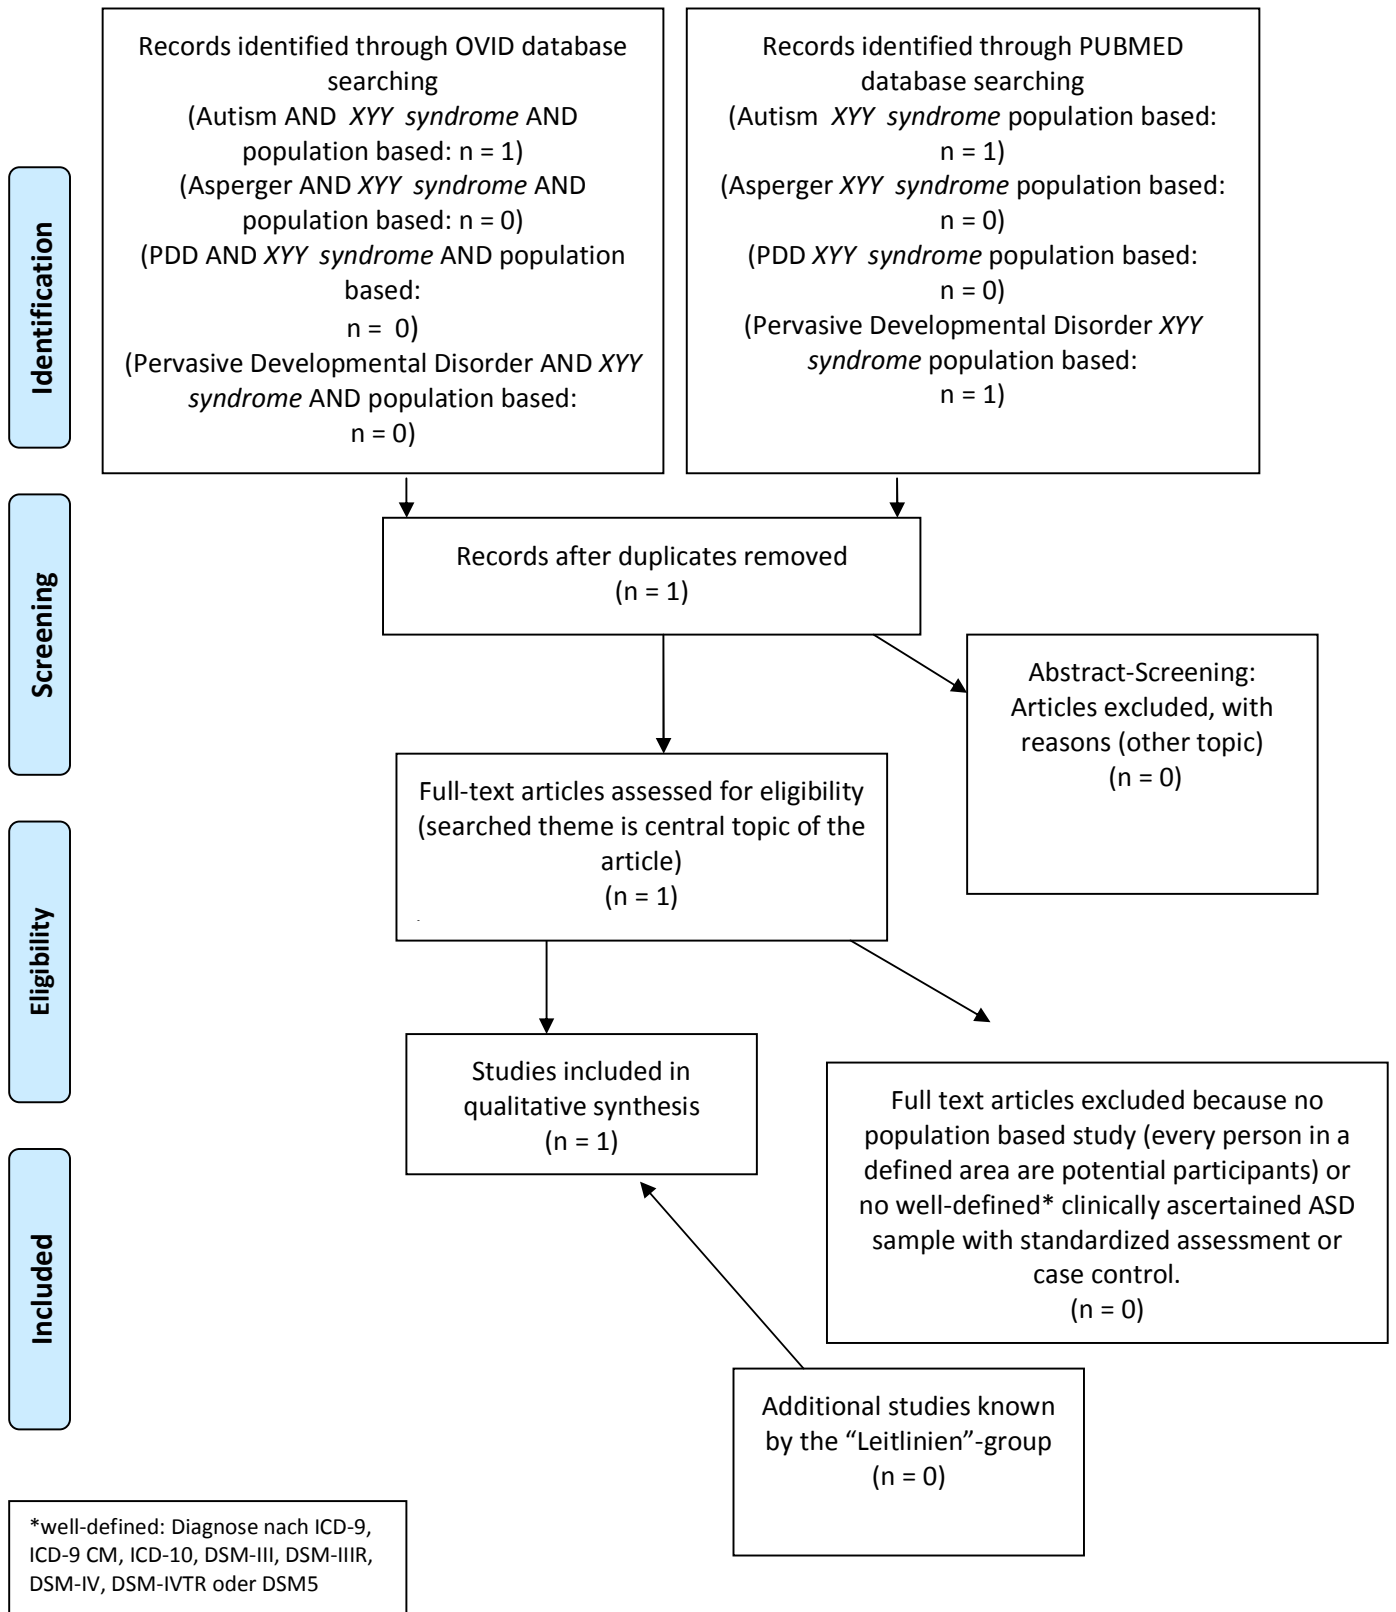 Records identified through OVID database
searching
(Autism AND XYY syndrome AND
population based: n = 1)
(Asperger AND XYY syndrome AND
population based: n = 0)
(PDD AND XYY syndrome AND population
based:
n = 0)
(Pervasive Developmental Disorder AND XYY
syndrome AND population based:
n = 0)
Records identified through PUBMED
database searching
(Autism XYY syndrome population based:
n = 1)
(Asperger XYY syndrome population based:
n = 0)
(PDD XYY syndrome population based:
n = 0)
(Pervasive Developmental Disorder XYY
syndrome population based:
n = 1)
Identification
Screening
Records after duplicates removed
(n = 1)
Abstract-Screening:
Articles excluded, with
reasons (other topic)
(n = 0)
Full-text articles assessed for eligibility
(searched theme is central topic of the
article)
(n = 1)
Eligibility
Studies included in
qualitative synthesis
(n = 1)
Full text articles excluded because no
population based study (every person in a
defined area are potential participants) or
no well-defined* clinically ascertained ASD
sample with standardized assessment or
case control.
(n = 0)
Included
Additional studies known
by the “Leitlinien”-group
(n = 0)
*well-defined: Diagnose nach ICD-9,
ICD-9 CM, ICD-10, DSM-III, DSM-IIIR,
DSM-IV, DSM-IVTR oder DSM5